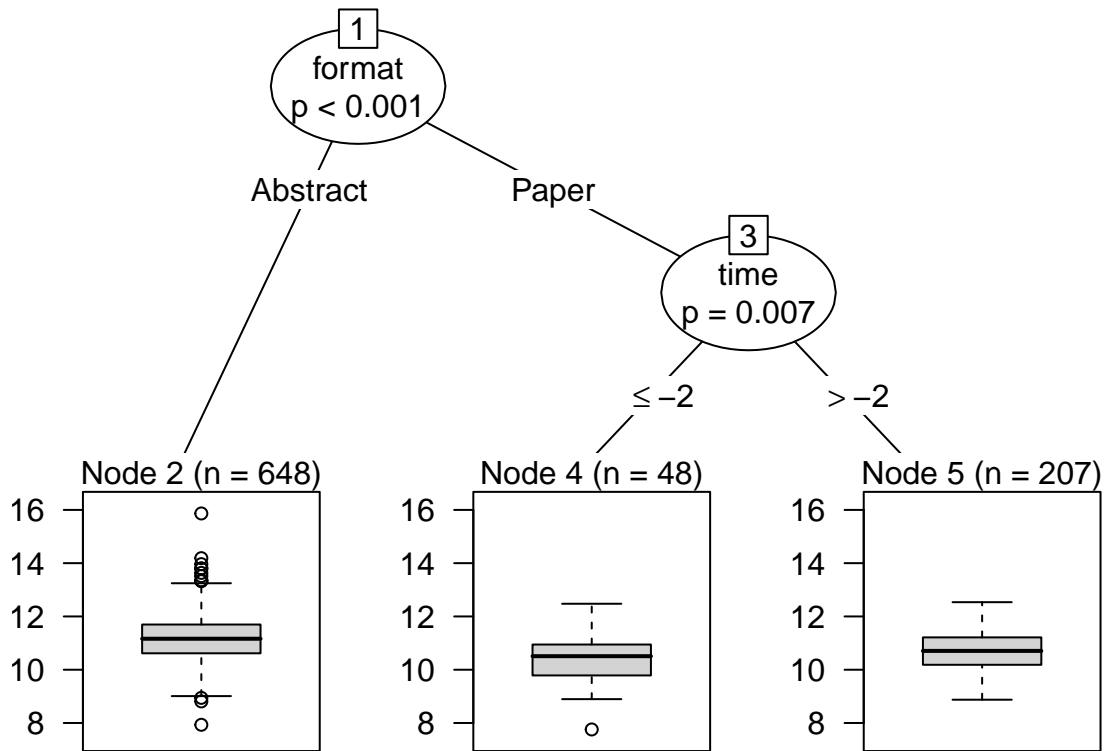 1
format
p < 0.001
Abstract
Paper
3
time
p = 0.007
≤ −2
> −2
Node 2 (n = 648)
16
14
12
10
8
Node 4 (n = 48)
16
14
12
10
8
Node 5 (n = 207)
16
14
12
10
8